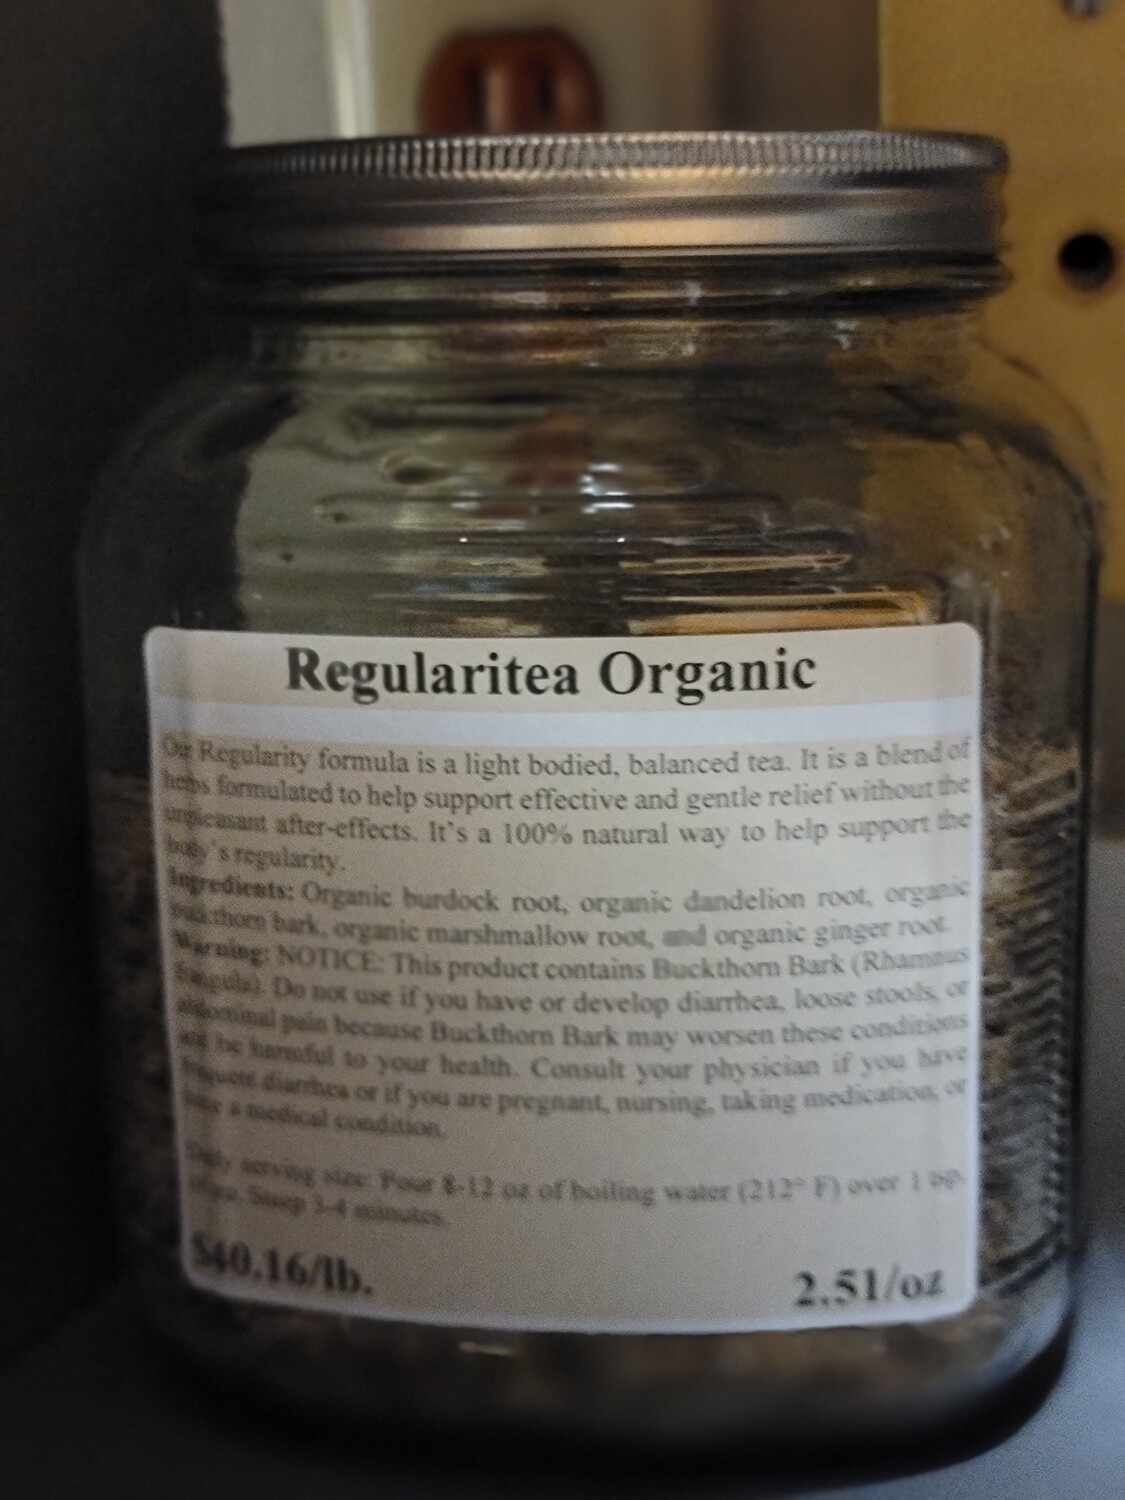 Regularitea Organic
Our Regularity formula is a light bodied, balanced tea. It is a blend of
herbs formulated to help support effective and gentle relief without the
unpleasant after-effects. It's a 100% natural way to help support the
body's regularity.
Ingredients: Organic burdock root, organic dandelion root, organic
buckthorn bark, organic marshmallow root, and organic ginger root.
Warning: NOTICE: This product contains Buckthorn Bark (Rhamnus
frangula). Do not use if you have or develop diarrhea, loose stools, or
abdominal pain because Buckthorn Bark may worsen these conditions
and be harmful to your health. Consult your physician if you have
frequent diarrhea or if you are pregnant, nursing, taking medication, or
have a medical condition.
Daily serving size: Pour 8-12 oz of boiling water (212° F) over 1 tsp.
Steep 3-4 minutes.
$40.16/lb.
2.51/oz